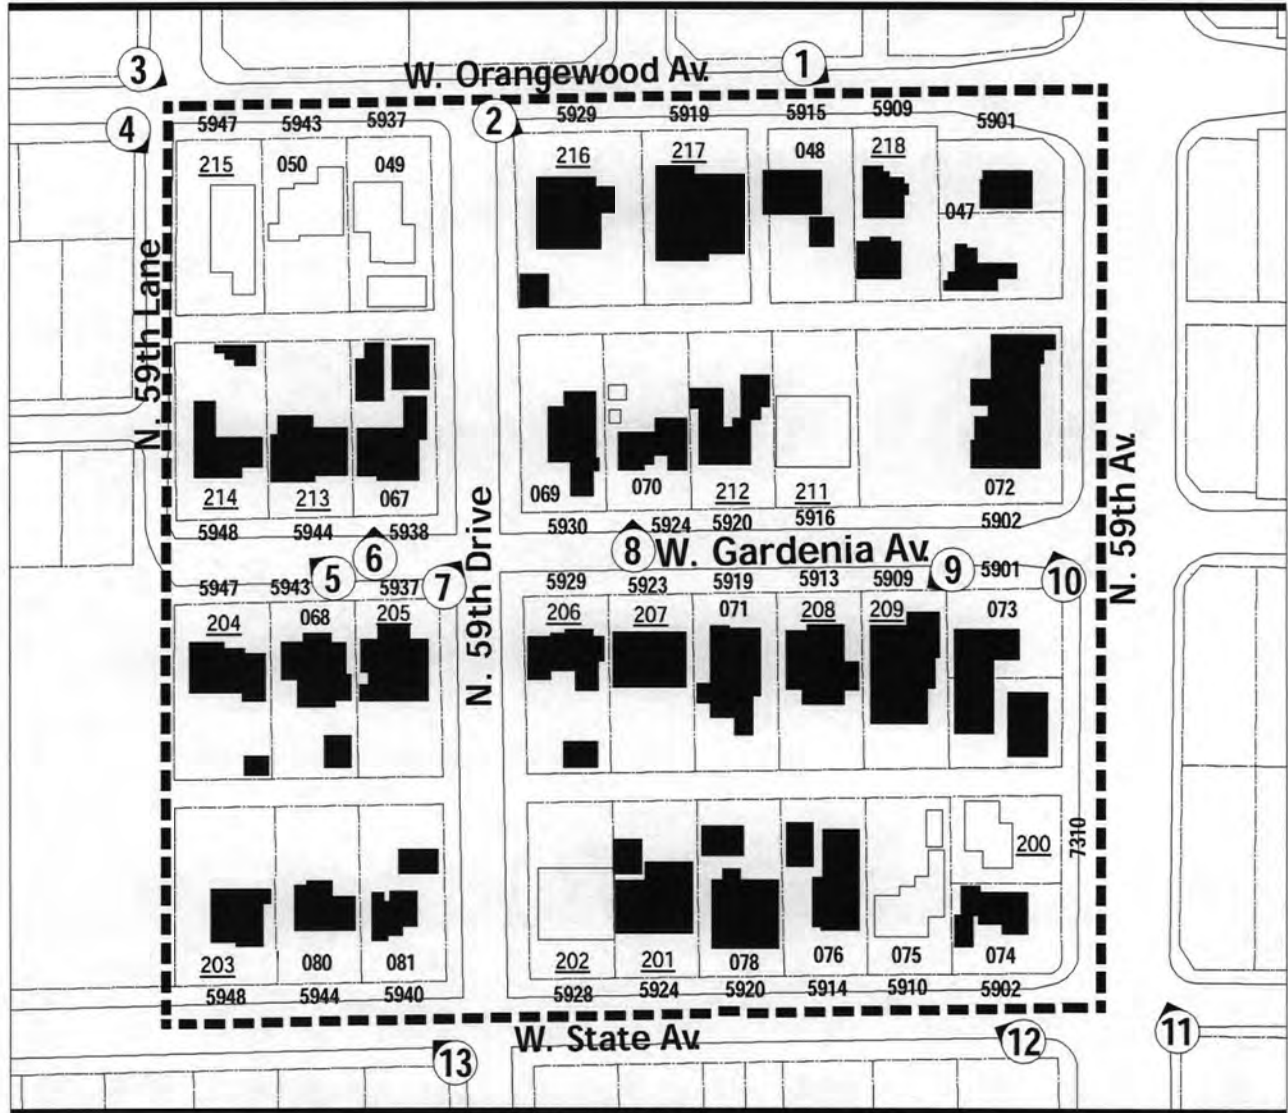 3
1
W. Orangewood Av.
4
2
5947 5943 5937 5929 5919 5915 5909 5901
215 050 049 216 217 048 218
047
N. 59th Lane
N. 59th Av.
214 213 067 069 070 212 211 072
5948 5944 5938 5930 5924 5920 5916 5902
N. 59th Drive
6 8 W. Gardenia Av.
5 7 9 10
5947 5943 5937 5929 5923 5919 5913 5909 5901
204 068 205 206 207 071 208 209 073
200
7310
203 080 081 202 201 078 076 075 074
5948 5944 5940 5928 5924 5920 5914 5910 5902
W. State Av.
13 12 11